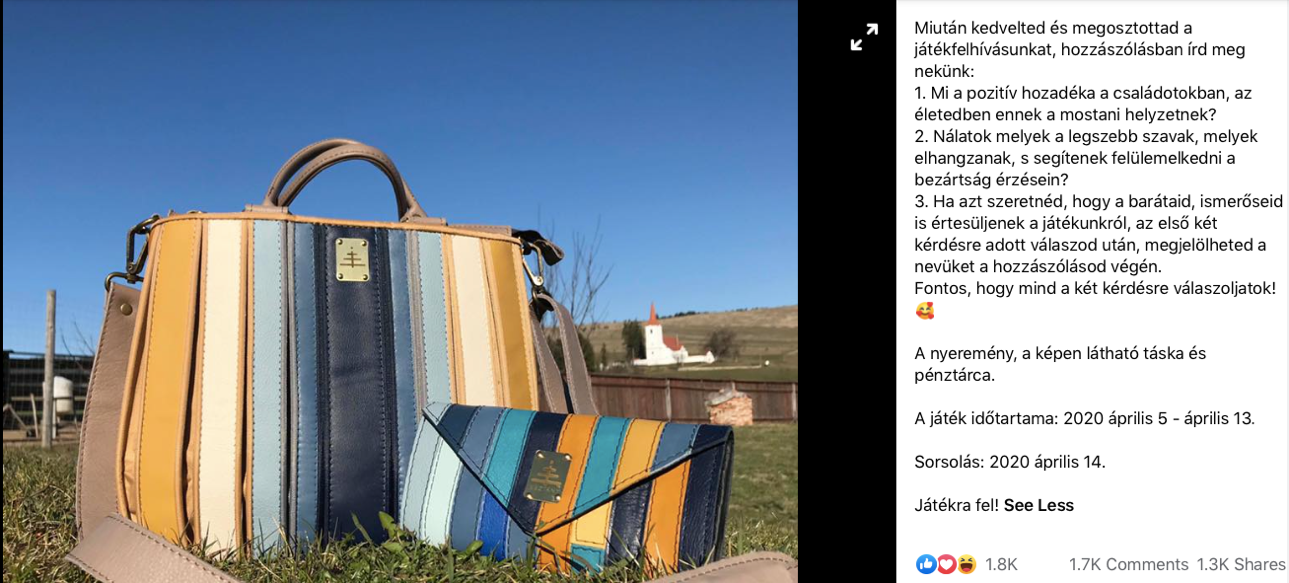 Miután kedvelted és megosztottad a
játékfelhívásunkat, hozzászólásban írd meg
nekünk:
1. Mi a pozitív hozadéka a családotokban, az
életedben ennek a mostani helyzetnek?
2. Nálatok melyek a legszebb szavak, melyek
elhangzanak, s segítenek felülemelkedni a
bezártság érzésein?
3. Ha azt szeretnéd, hogy a barátaid, ismerőseid
is értesüljenek a játékunkról, az első két
kérdésre adott válaszod után, megjelölheted a
nevüket a hozzászólásod végén.
Fontos, hogy mind a két kérdésre válaszoljatok!
🥰
A nyeremény, a képen látható táska és
pénztárca.
A játék időtartama: 2020 április 5 - április 13.
Sorsolás: 2020 április 14.
Játékra fel! See Less
1.8K 1.7K Comments 1.3K Shares